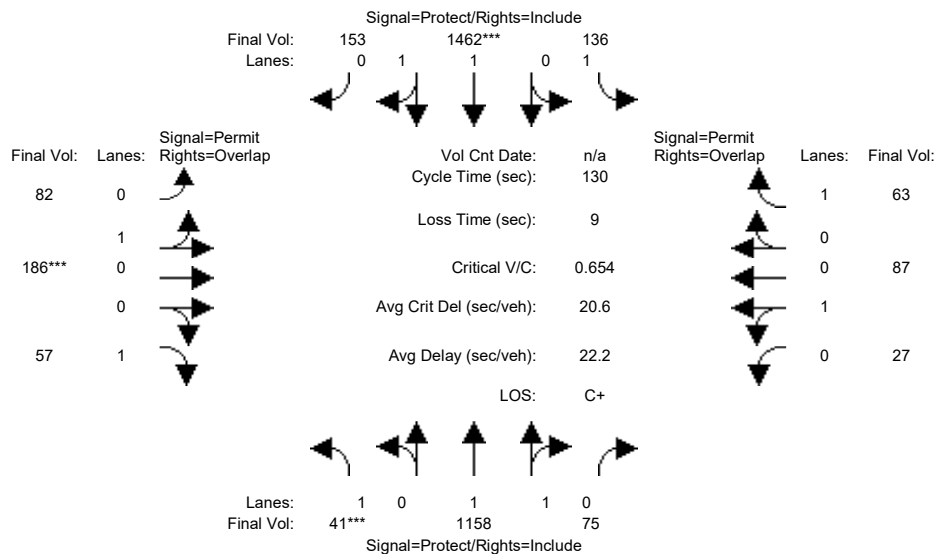 Signal=Protect/Rights=Include
Final Vol: 153 1462*** 136
Lanes: 0 1 1 0 1
Signal=Permit
Final Vol: Lanes: Rights=Overlap
Vol Cnt Date: n/a
Signal=Permit
Rights=Overlap Lanes: Final Vol:
Cycle Time (sec): 130
82 0
1 63
Loss Time (sec): 9
1
0
186*** 0
Critical V/C: 0.654
0 87
0
Avg Crit Del (sec/veh): 20.6
1
57 1
Avg Delay (sec/veh): 22.2
0 27
LOS: C+
Lanes: 1 0 1 1 0
Final Vol: 41*** 1158 75
Signal=Protect/Rights=Include